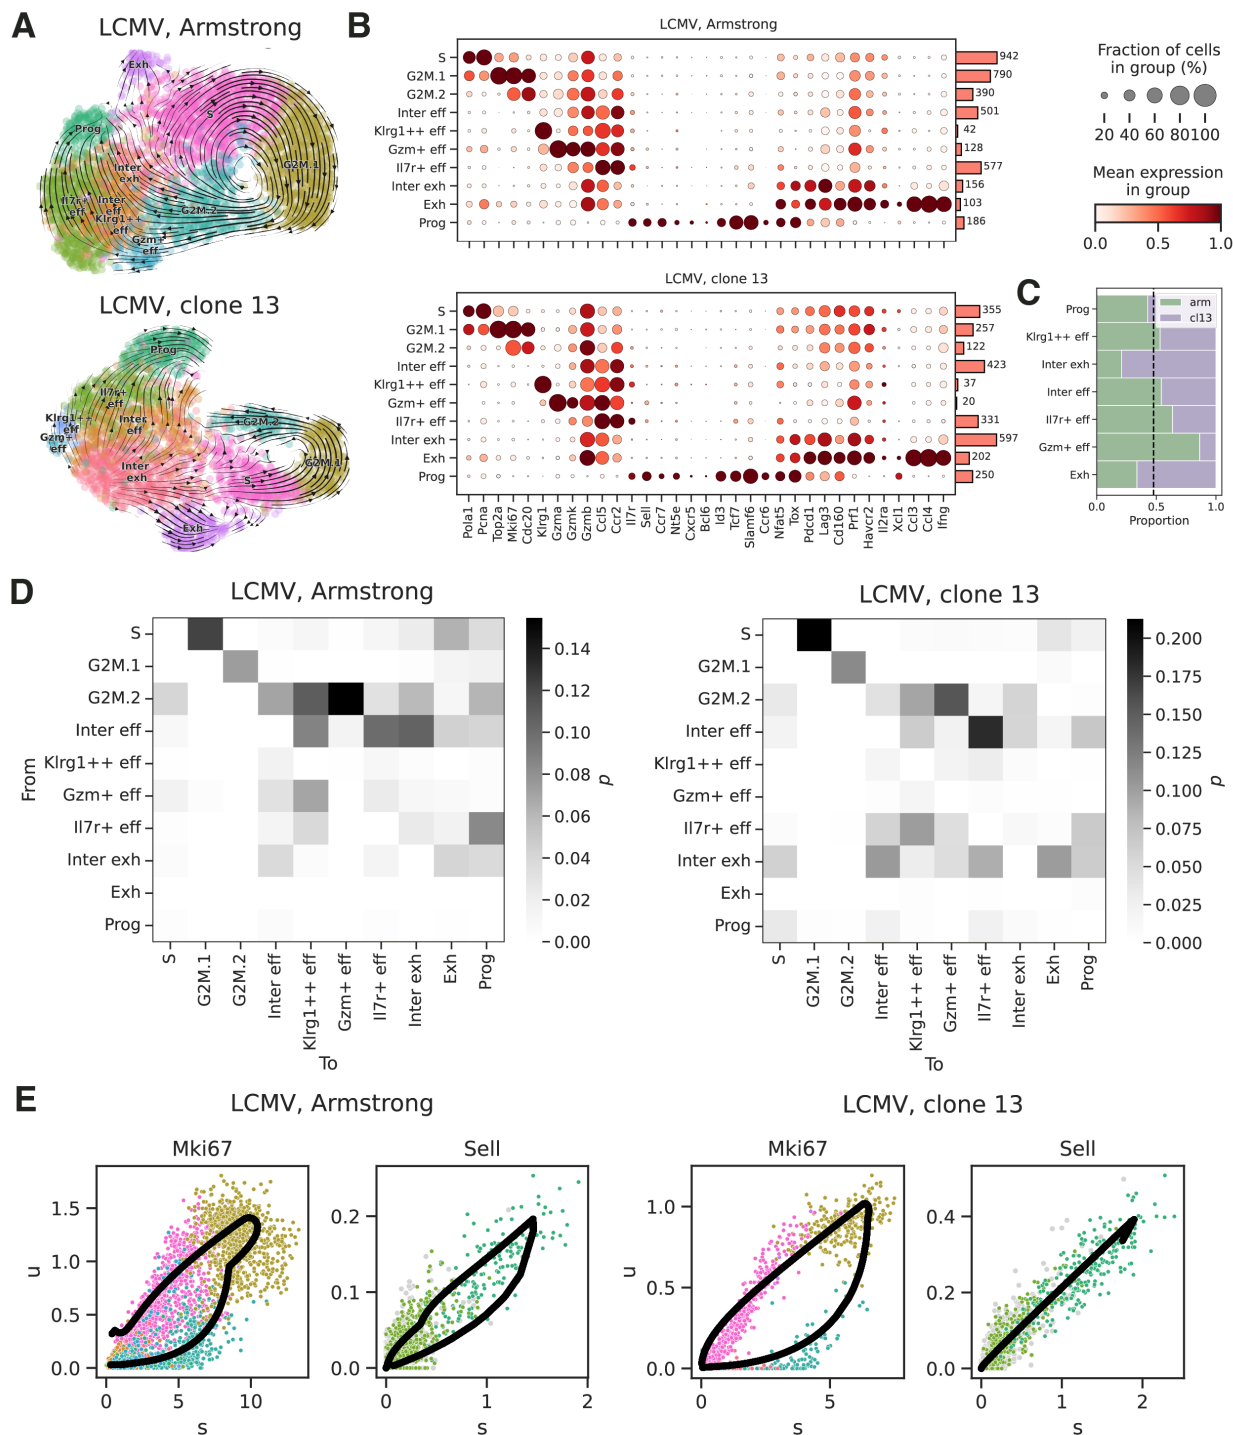 A
LCMV, Armstrong
Exh
Prog
S
Inter
exh
G2M.1
Il7r+
eff
Inter
eff
G2M.2
Klrg1++
eff
Gzm+
eff
LCMV, clone 13
Prog
Il7r+
eff
Klrg1++
eff
Inter
eff
G2M.2
Gzm+
eff
G2M.1
Inter
exh
S
Exh
B
LCMV, Armstrong
S 942
G2M.1 790
G2M.2 390
Inter eff 501
Klrg1++ eff 42
Gzm+ eff 128
Il7r+ eff 577
Inter exh 156
Exh 103
Prog 186
LCMV, clone 13
S 355
G2M.1 257
G2M.2 122
Inter eff 423
Klrg1++ eff 37
Gzm+ eff 20
Il7r+ eff 331
Inter exh 597
Exh 202
Prog 250
Pola1 Pcna Top2a Mki67 Cdc20 Klrg1 Gzma Gzmk Gzmb Ccl5 Ccr2 Il7r Sell Ccr7 Nt5e Cxcr5 Bcl6 Id3 Tcf7 Slamf6 Ccr6 Nfat5 Tox Pdcd1 Lag3 Cd160 Prf1 Havcr2 Il2ra Xcl1 Ccl3 Ccl4 Ifng
Fraction of cells
in group (%)
20 40 60 80 100
Mean expression
in group
0.0 0.5 1.0
C
arm
cl13
Prog
Klrg1++ eff
Inter exh
Inter eff
Il7r+ eff
Gzm+ eff
Exh
0.0 0.5 1.0
Proportion
D
LCMV, Armstrong
From
S
G2M.1
G2M.2
Inter eff
Klrg1++ eff
Gzm+ eff
Il7r+ eff
Inter exh
Exh
Prog
S G2M.1 G2M.2 Inter eff Klrg1++ eff Gzm+ eff Il7r+ eff Inter exh Exh Prog
To
0.14
0.12
0.10
0.08
0.06
0.04
0.02
0.00
p
LCMV, clone 13
S
G2M.1
G2M.2
Inter eff
Klrg1++ eff
Gzm+ eff
Il7r+ eff
Inter exh
Exh
Prog
S G2M.1 G2M.2 Inter eff Klrg1++ eff Gzm+ eff Il7r+ eff Inter exh Exh Prog
To
0.200
0.175
0.150
0.125
0.100
0.075
0.050
0.025
0.000
p
E
LCMV, Armstrong
Mki67
u
1.5
1.0
0.5
0.0
0 5 10
s
Sell
0.2
0.1
0.0
0 1 2
s
LCMV, clone 13
Mki67
u
1.0
0.5
0.0
0 5
s
Sell
0.4
0.2
0.0
0 1 2
s